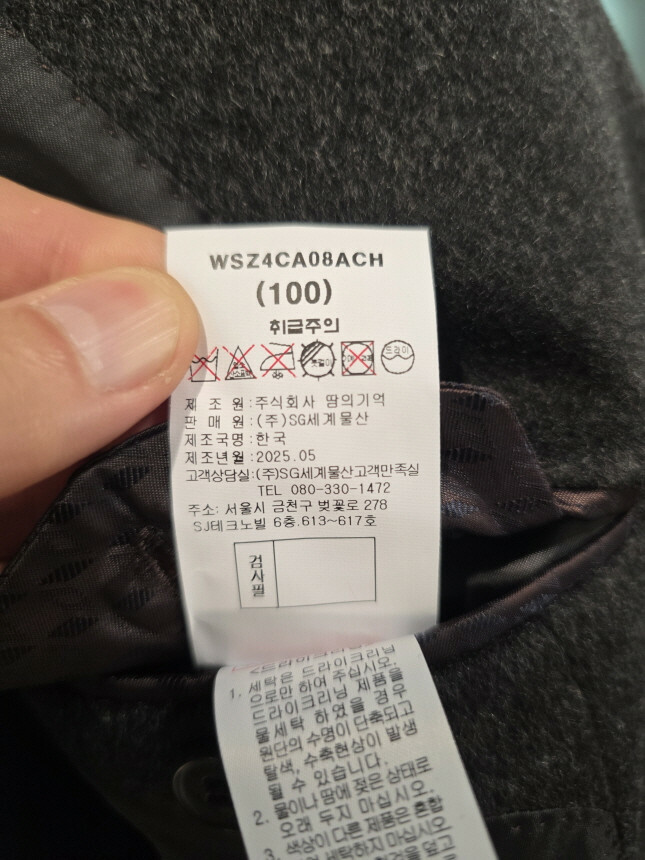 WSZ4CA08ACH
(100)
취급주의
드라이
제 조 원:주식회사 땀의기억
판 매 원:(주)SG세계물산
제조국명:한국
제조년월:2025.05
고객상담실:(주)SG세계물산고객만족실
TEL 080-330-1472
주소: 서울시 금천구 벚꽃로 278
SJ테크노빌 6층.613~617호
검사필
1. 세탁은 드라이크리닝
으로만 하여 주십시오.
드라이크리닝 제품을
물세탁 하였을 경우
원단의 수명이 단축되고
탈색, 수축현상이 발생
될 수 있습니다.
2. 물이나 땀에 젖은 상태로
오래 두지 마십시오.
3. 색상이 다른 제품은 혼합
세탁하지 마십시오